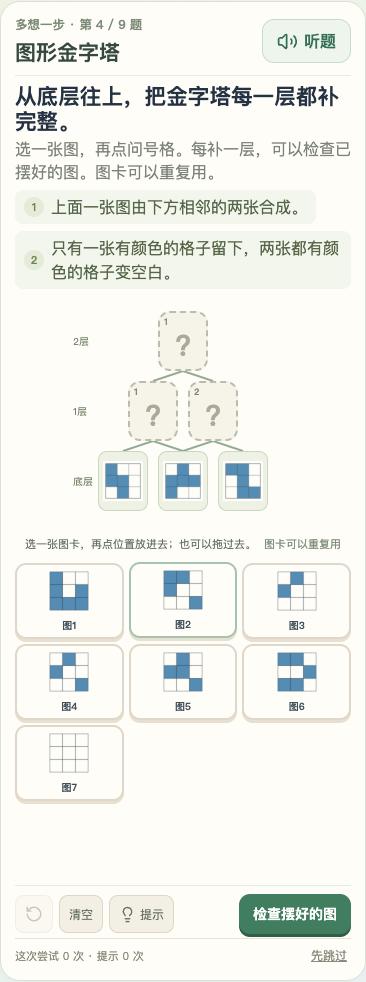 多想一步 · 第 4 / 9 题
图形金字塔
听题
从底层往上，把金字塔每一层都补
完整。
选一张图，再点问号格。每补一层，可以检查已
摆好的图。图卡可以重复用。
1 上面一张图由下方相邻的两张合成。
2 只有一张有颜色的格子留下，两张都有颜
色的格子变空白。
2层
1
?
1层
1
?
2
?
底层
选一张图卡，再点位置放进去；也可以拖过去。 图卡可以重复用
图1
图2
图3
图4
图5
图6
图7
清空
提示
检查摆好的图
这次尝试 0 次 · 提示 0 次
先跳过